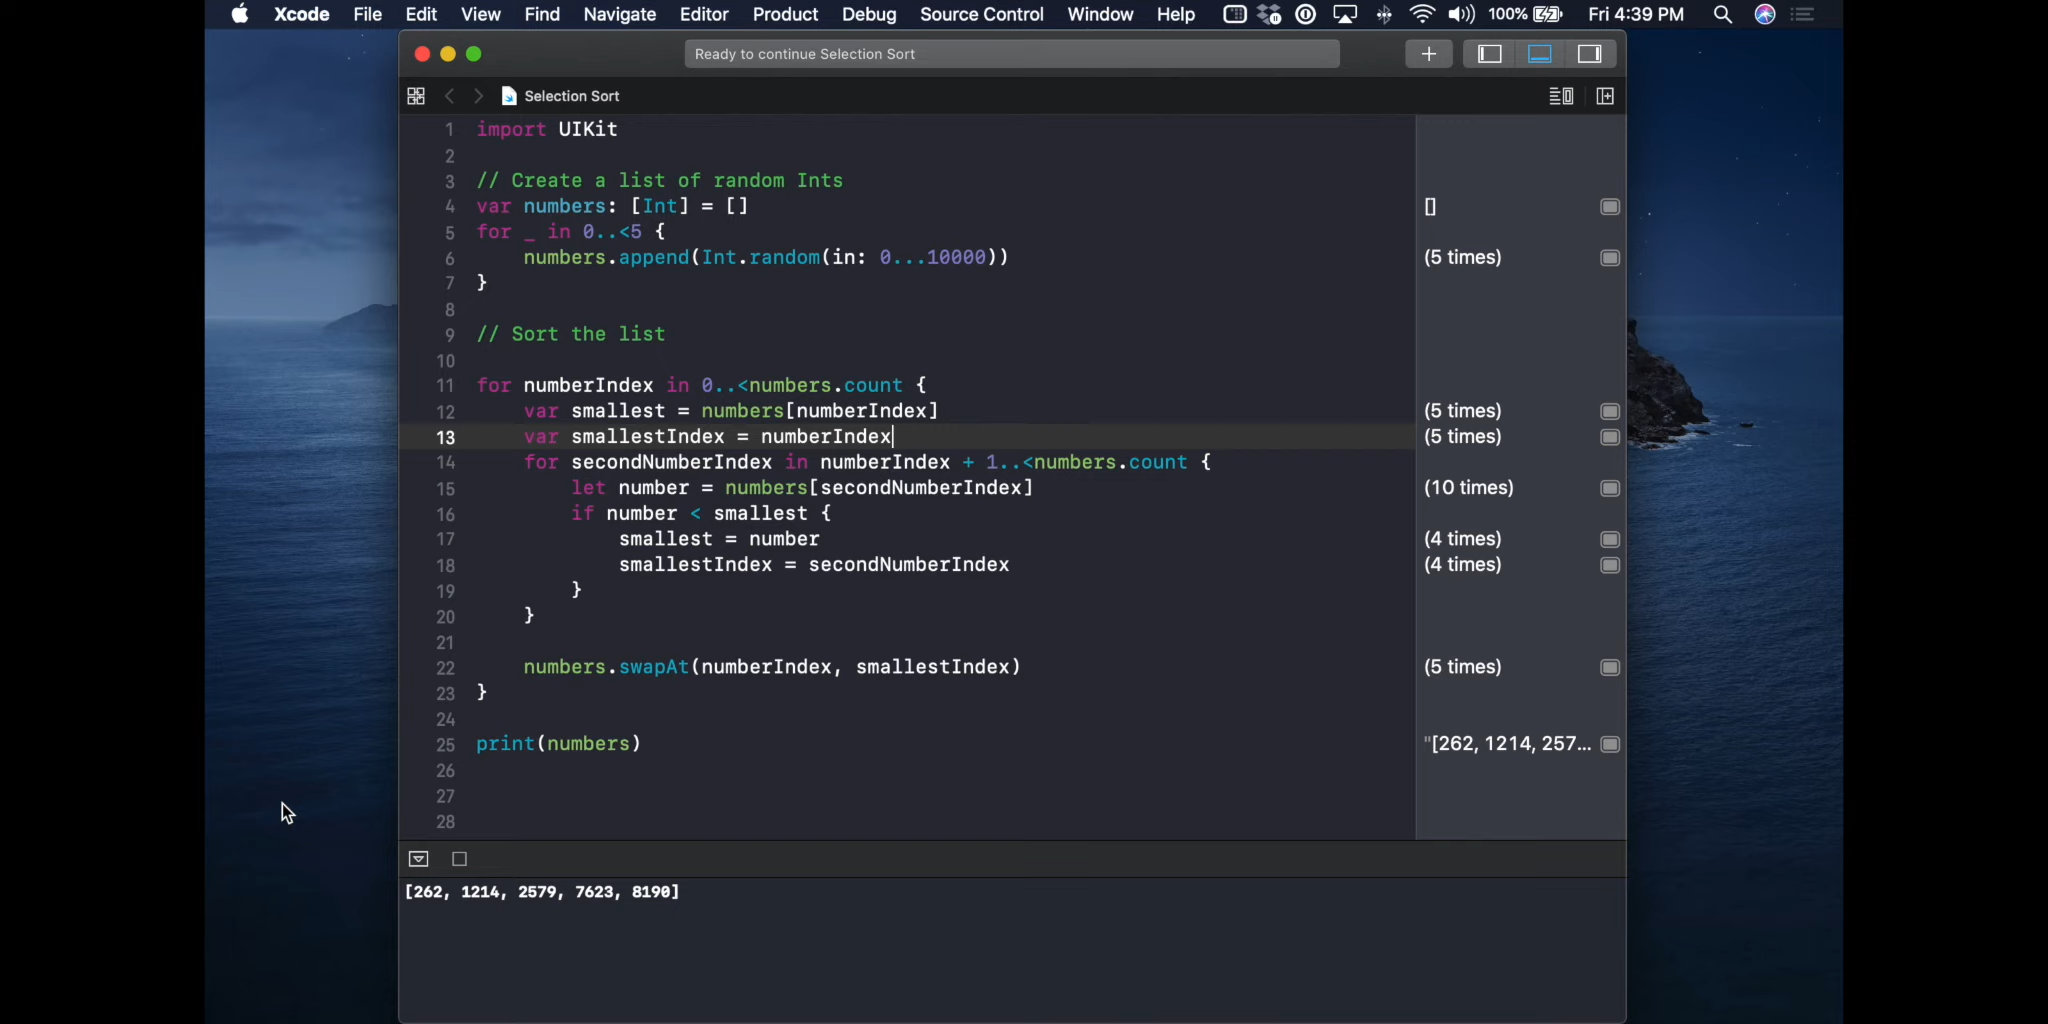 Xcode File Edit View Find Navigate Editor Product Debug Source Control Window Help 100% Fri 4:39 PM
Ready to continue Selection Sort
Selection Sort
1 import UIKit
2
3 // Create a list of random Ints
4 var numbers: [Int] = [] []
5 for _ in 0..<5 {
6 numbers.append(Int.random(in: 0...10000)) (5 times)
7 }
8
9 // Sort the list
10
11 for numberIndex in 0..<numbers.count {
12 var smallest = numbers[numberIndex] (5 times)
13 var smallestIndex = numberIndex (5 times)
14 for secondNumberIndex in numberIndex + 1..<numbers.count {
15 let number = numbers[secondNumberIndex] (10 times)
16 if number < smallest {
17 smallest = number (4 times)
18 smallestIndex = secondNumberIndex (4 times)
19 }
20 }
21
22 numbers.swapAt(numberIndex, smallestIndex) (5 times)
23 }
24
25 print(numbers) "[262, 1214, 257...
26
27
28
[262, 1214, 2579, 7623, 8190]